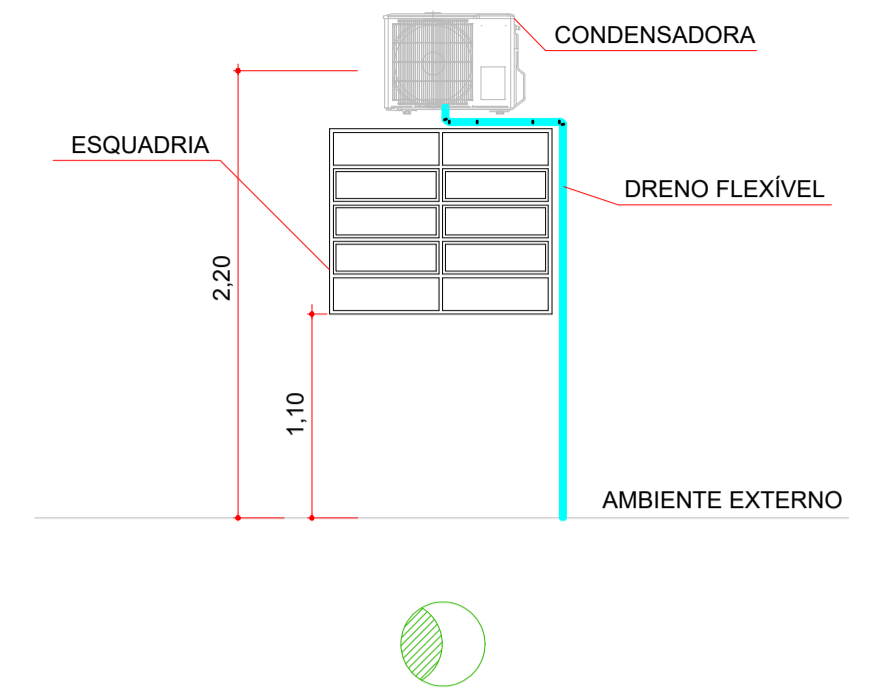 CONDENSADORA
ESQUADRIA
DRENO FLEXÍVEL
2,20
1,10
AMBIENTE EXTERNO